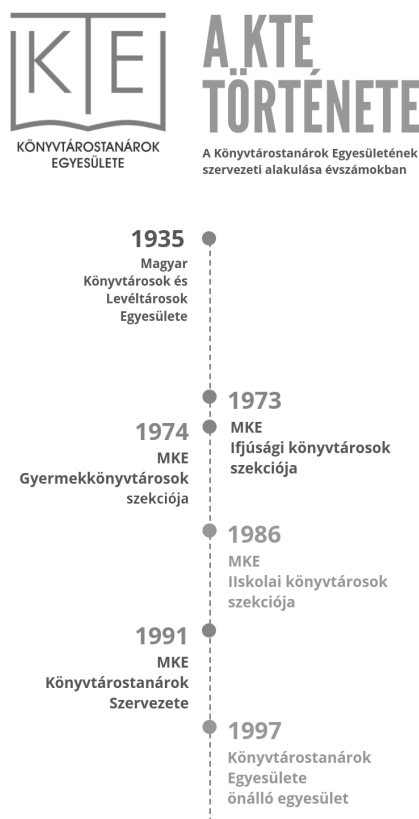 KTE
KÖNYVTÁROSTANÁROK
EGYESÜLETE
A KTE
TÖRTÉNETE
A Könyvtárostanárok Egyesületének
szervezeti alakulása évszámokban
1935
Magyar
Könyvtárosok és
Levéltárosok
Egyesülete
1973
MKE
Ifjúsági könyvtárosok
szekciója
1974
MKE
Gyermekkönyvtárosok
szekciója
1986
MKE
IIskolai könyvtárosok
szekciója
1991
MKE
Könyvtárostanárok
Szervezete
1997
Könyvtárostanárok
Egyesülete
önálló egyesület